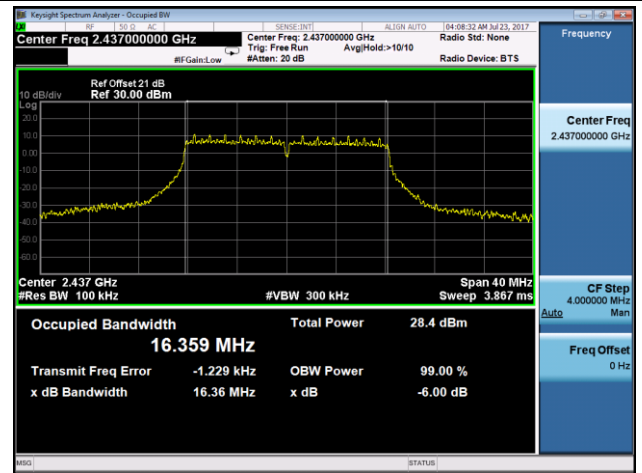 Keysight Spectrum Analyzer - Occupied BW
RF 50 Ω AC SENSE:INT ALIGN AUTO 04:08:32 AM Jul 23, 2017
Center Freq 2.437000000 GHz Center Freq: 2.437000000 GHz Radio Std: None
Trig: Free Run Avg|Hold:>10/10
#IFGain:Low #Atten: 20 dB Radio Device: BTS
Ref Offset 21 dB
10 dB/div Ref 30.00 dBm
Log
20.0
10.0
0.00
-10.0
-20.0
-30.0
-40.0
-50.0
-60.0
Center 2.437 GHz Span 40 MHz
#Res BW 100 kHz #VBW 300 kHz Sweep 3.867 ms
Occupied Bandwidth Total Power 28.4 dBm
16.359 MHz
Transmit Freq Error -1.229 kHz OBW Power 99.00 %
x dB Bandwidth 16.36 MHz x dB -6.00 dB
MSG STATUS
Frequency
Center Freq
2.437000000 GHz
CF Step
4.000000 MHz
Auto Man
Freq Offset
0 Hz